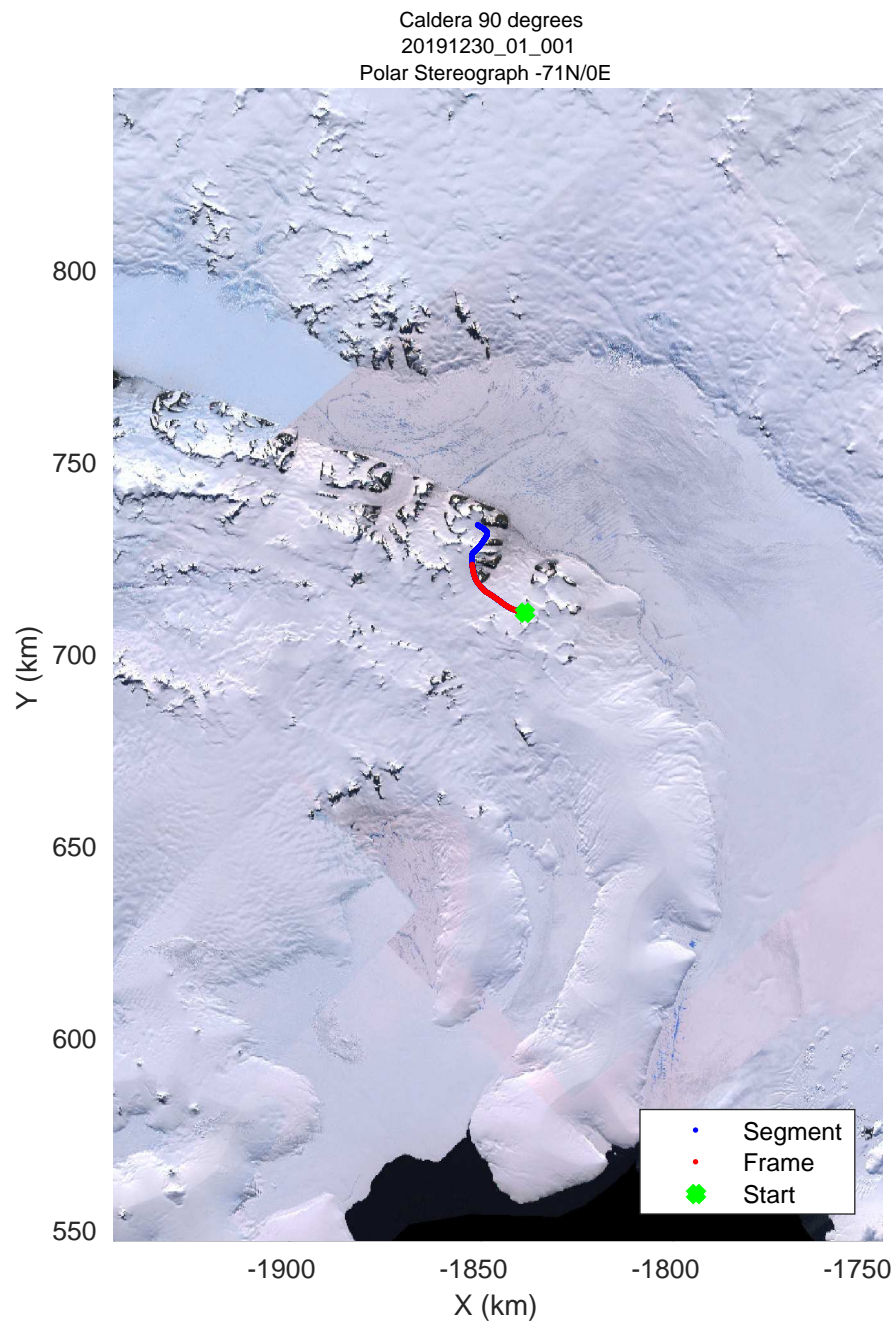 Caldera 90 degrees
20191230_01_001
Polar Stereograph -71N/0E
800
750
700
650
600
550
Y (km)
-1900
-1850
-1800
-1750
X (km)
Segment
Frame
Start